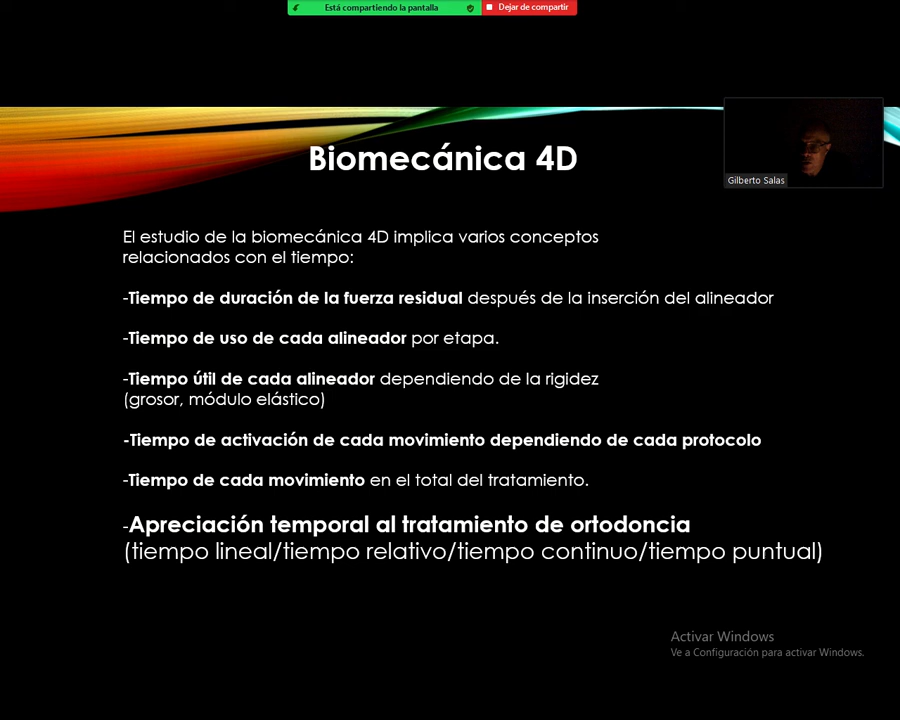 Está compartiendo la pantalla
Dejar de compartir
Biomecánica 4D
Gilberto Salas
El estudio de la biomecánica 4D implica varios conceptos
relacionados con el tiempo:
-Tiempo de duración de la fuerza residual después de la inserción del alineador
-Tiempo de uso de cada alineador por etapa.
-Tiempo útil de cada alineador dependiendo de la rigidez
(grosor, módulo elástico)
-Tiempo de activación de cada movimiento dependiendo de cada protocolo
-Tiempo de cada movimiento en el total del tratamiento.
-Apreciación temporal al tratamiento de ortodoncia
(tiempo lineal/tiempo relativo/tiempo continuo/tiempo puntual)
Activar Windows
Ve a Configuración para activar Windows.